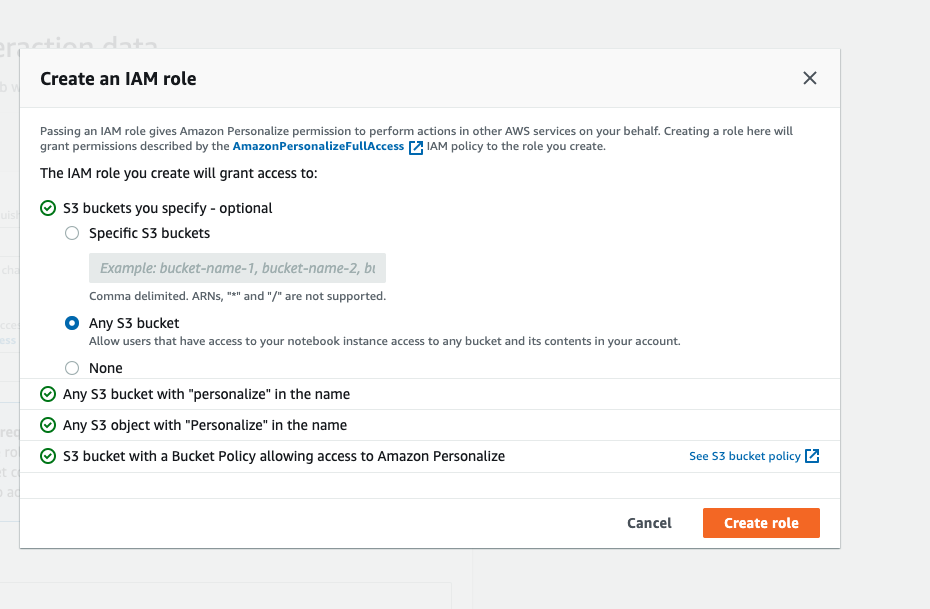 eraction data
Create an IAM role
Passing an IAM role gives Amazon Personalize permission to perform actions in other AWS services on your behalf. Creating a role here will
grant permissions described by the AmazonPersonalizeFullAccess IAM policy to the role you create.
The IAM role you create will grant access to:
S3 buckets you specify - optional
Specific S3 buckets
Example: bucket-name-1, bucket-name-2, bu
Comma delimited. ARNs, "*" and "/" are not supported.
Any S3 bucket
Allow users that have access to your notebook instance access to any bucket and its contents in your account.
None
Any S3 bucket with "personalize" in the name
Any S3 object with "Personalize" in the name
S3 bucket with a Bucket Policy allowing access to Amazon Personalize
See S3 bucket policy
Cancel
Create role